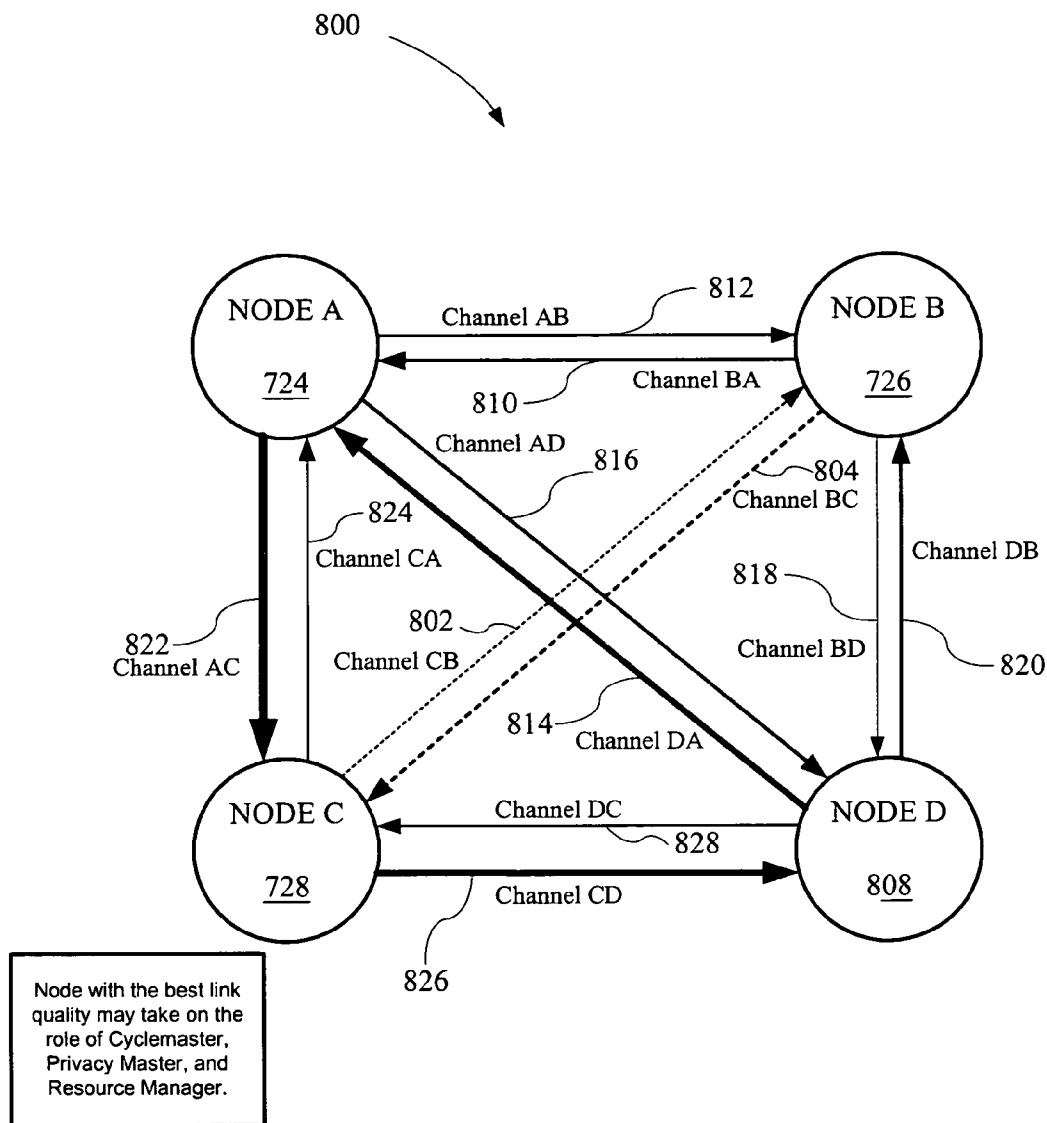 800
812
NODE A
Channel AB
NODE B
724
810
Channel BA
726
Channel AD
816
804
Channel BC
824
Channel CA
Channel DB
818
822
Channel AC
802
Channel CB
Channel BD
820
814
Channel DA
NODE C
Channel DC
NODE D
828
728
Channel CD
808
826
Node with the best link
quality may take on the
role of Cyclemaster,
Privacy Master, and
Resource Manager.